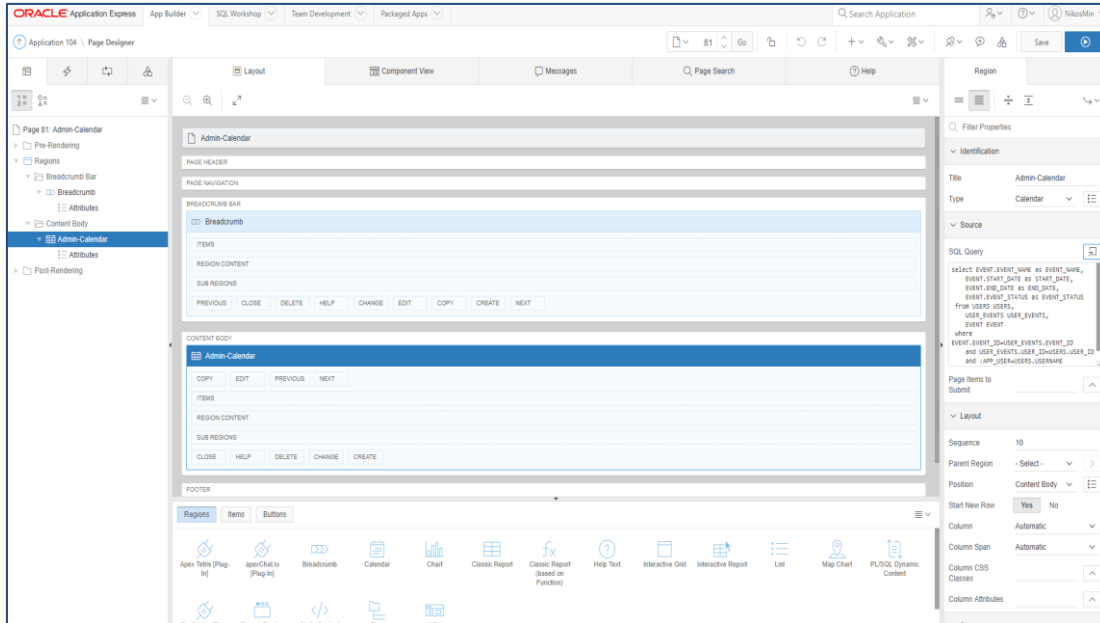 ORACLE Application Express App Builder SQL Workshop Team Development Packaged Apps Search Application NikosMin
Application 104 \ Page Designer 81 Go Save
Layout Component View Messages Page Search Help Region
Page 81: Admin-Calendar
Pre-Rendering
Regions
Breadcrumb Bar
Breadcrumb
Attributes
Content Body
Admin-Calendar
Attributes
Post-Rendering
Admin-Calendar
PAGE HEADER
PAGE NAVIGATION
BREADCRUMB BAR
Breadcrumb
ITEMS
REGION CONTENT
SUB REGIONS
PREVIOUS CLOSE DELETE HELP CHANGE EDIT COPY CREATE NEXT
CONTENT BODY
Admin-Calendar
COPY EDIT PREVIOUS NEXT
ITEMS
REGION CONTENT
SUB REGIONS
CLOSE HELP DELETE CHANGE CREATE
FOOTER
Regions Items Buttons
Apex Tetris [Plug-
In]
apexChat.io
[Plug-In]
Breadcrumb
Calendar
Chart
Classic Report
Classic Report
(based on
Function)
Help Text
Interactive Grid
Interactive Report
List
Map Chart
PL/SQL Dynamic
Content
Filter Properties
Identification
Title Admin-Calendar
Type Calendar
Source
SQL Query
select EVENT.EVENT_NAME as EVENT_NAME,
EVENT.START_DATE as START_DATE,
EVENT.END_DATE as END_DATE,
EVENT.EVENT_STATUS as EVENT_STATUS
from USERS USERS,
USER_EVENTS USER_EVENTS,
EVENT EVENT
where
EVENT.EVENT_ID=USER_EVENTS.EVENT_ID
and USER_EVENTS.USER_ID=USERS.USER_ID
and :APP_USER=USERS.USERNAME
Page Items to
Submit
Layout
Sequence 10
Parent Region - Select -
Position Content Body
Start New Row Yes No
Column Automatic
Column Span Automatic
Column CSS
Classes
Column Attributes